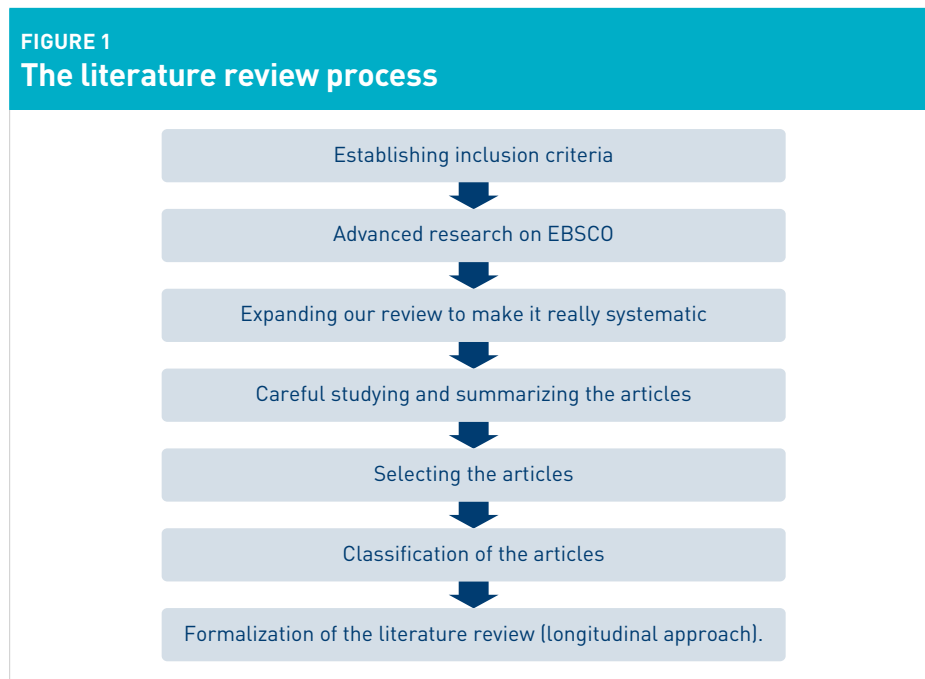 FIGURE 1
The literature review process
Establishing inclusion criteria
Advanced research on EBSCO
Expanding our review to make it really systematic
Careful studying and summarizing the articles
Selecting the articles
Classification of the articles
Formalization of the literature review (longitudinal approach).